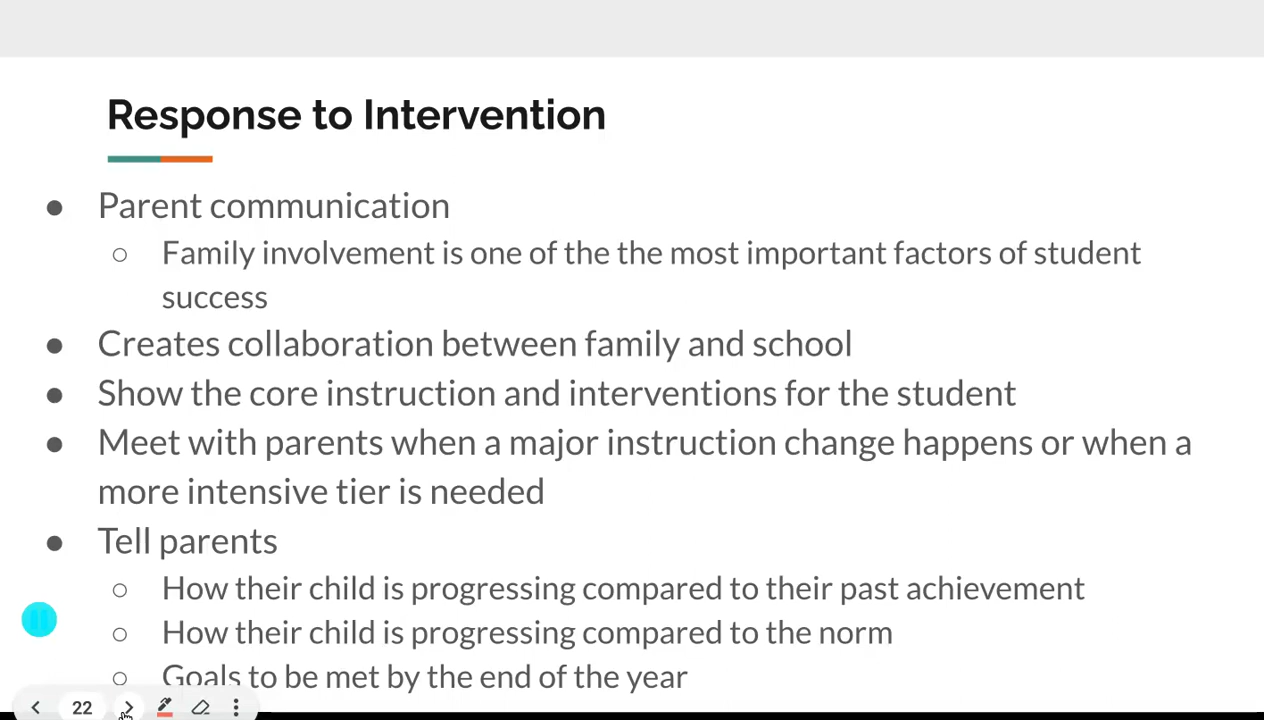 Response to Intervention
● Parent communication
○ Family involvement is one of the the most important factors of student
success
● Creates collaboration between family and school
● Show the core instruction and interventions for the student
● Meet with parents when a major instruction change happens or when a
more intensive tier is needed
● Tell parents
○ How their child is progressing compared to their past achievement
○ How their child is progressing compared to the norm
○ Goals to be met by the end of the year
22